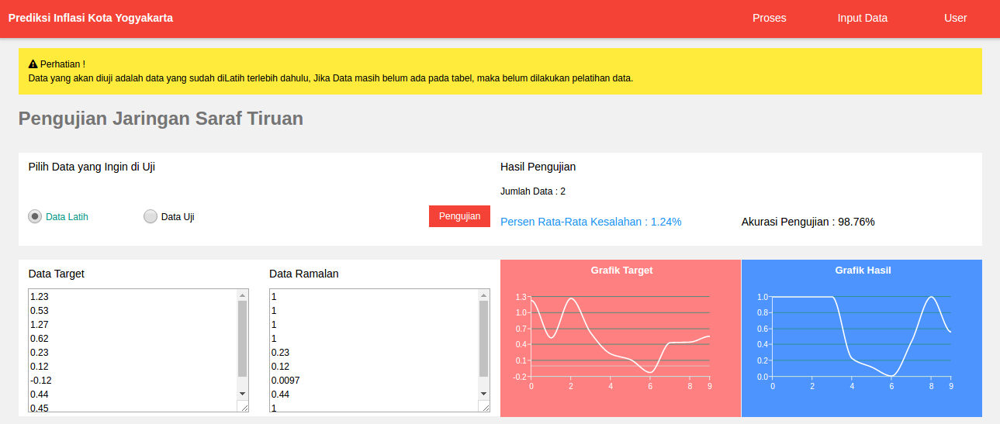 Prediksi Inflasi Kota Yogyakarta
Proses
Input Data
User
Perhatian !
Data yang akan diuji adalah data yang sudah diLatih terlebih dahulu, Jika Data masih belum ada pada tabel, maka belum dilakukan pelatihan data.
Pengujian Jaringan Saraf Tiruan
Pilih Data yang Ingin di Uji
Data Latih
Data Uji
Pengujian
Hasil Pengujian
Jumlah Data : 2
Persen Rata-Rata Kesalahan : 1.24%
Akurasi Pengujian : 98.76%
Data Target
1.23
0.53
1.27
0.62
0.23
0.12
-0.12
0.44
0.45
Data Ramalan
1
1
1
1
0.23
0.12
0.0097
0.44
1
Grafik Target
1.3
1.0
0.7
0.4
0.1
-0.2
0 2 4 6 8 9
Grafik Hasil
1.0
0.8
0.6
0.4
0.2
0.0
0 2 4 6 8 9